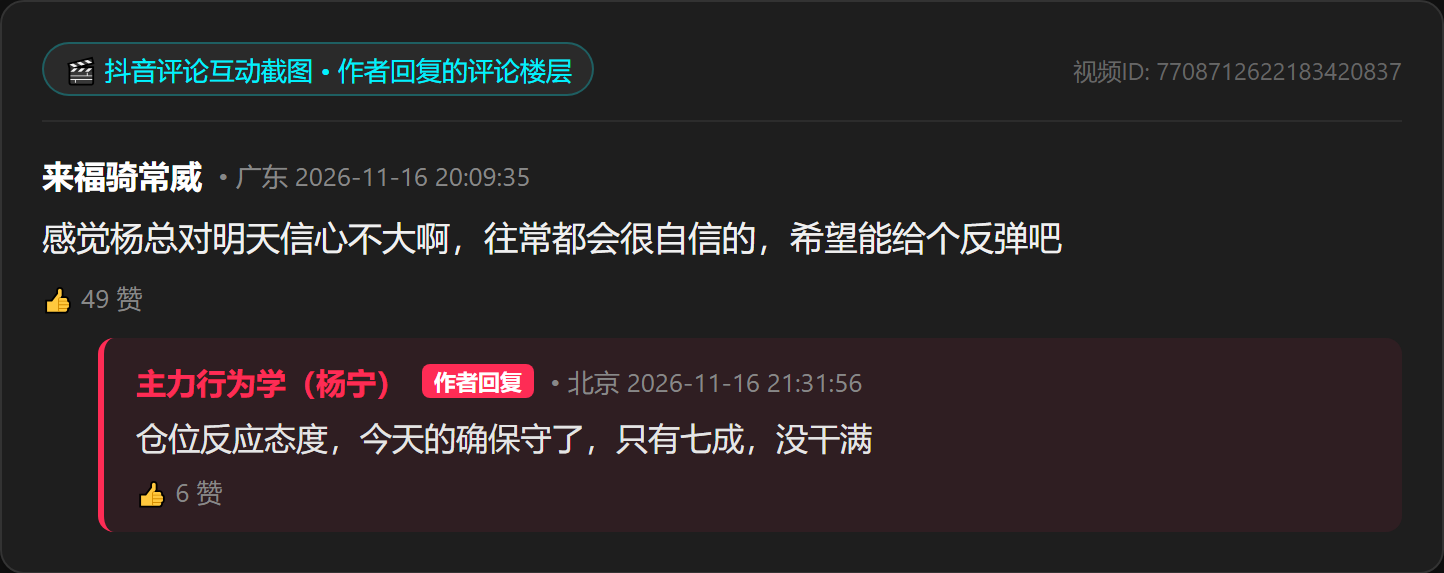 🎬 抖音评论互动截图 • 作者回复的评论楼层
视频ID: 7708712622183420837
来福骑常威 • 广东 2026-11-16 20:09:35
感觉杨总对明天信心不大啊，往常都会很自信的，希望能给个反弹吧
👍 49 赞
主力行为学（杨宁） 作者回复 • 北京 2026-11-16 21:31:56
仓位反应态度，今天的确保守了，只有七成，没干满
👍 6 赞